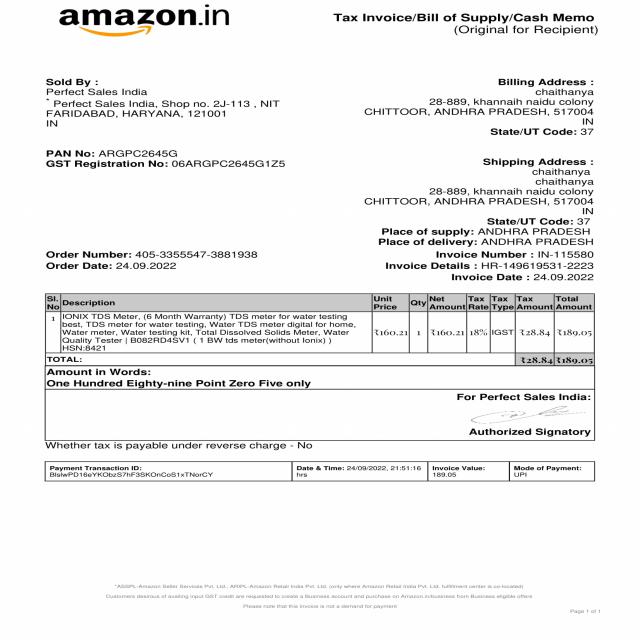 amazon.in
Tax Invoice/Bill of Supply/Cash Memo
(Original for Recipient)
Sold By :
Perfect Sales India
* Perfect Sales India, Shop no. 2J-113 , NIT
FARIDABAD, HARYANA, 121001
IN
PAN No: ARGPC2645G
GST Registration No: 06ARGPC2645G1Z5
Billing Address :
chaithanya
28-889, khannaih naidu colony
CHITTOOR, ANDHRA PRADESH, 517004
IN
State/UT Code: 37
Shipping Address :
chaithanya
chaithanya
28-889, khannaih naidu colony
CHITTOOR, ANDHRA PRADESH, 517004
IN
State/UT Code: 37
Place of supply: ANDHRA PRADESH
Place of delivery: ANDHRA PRADESH
Order Number: 405-3355547-3881938
Order Date: 24.09.2022
Invoice Number : IN-115580
Invoice Details : HR-149619531-2223
Invoice Date : 24.09.2022
Sl. No Description Unit Price Qty Net Amount Tax Rate Tax Type Tax Amount Total Amount
1 IONIX TDS Meter, (6 Month Warranty) TDS meter for water testing
best, TDS meter for water testing, Water TDS meter digital for home,
Water meter, Water testing kit, Total Dissolved Solids Meter, Water
Quality Tester | B082RD4SV1 ( 1 BW tds meter(without Ionix) )
HSN:8421
₹160.21 1 ₹160.21 18% IGST ₹28.84 ₹189.05
TOTAL: ₹28.84 ₹189.05
Amount in Words:
One Hundred Eighty-nine Point Zero Five only
For Perfect Sales India:
Authorized Signatory
Whether tax is payable under reverse charge - No
Payment Transaction ID:
BlslwPD16eYKObzS7hF3SKOnCoS1xTNorCY
Date & Time: 24/09/2022, 21:51:16
hrs
Invoice Value:
189.05
Mode of Payment:
UPI
*ASSPL-Amazon Seller Services Pvt. Ltd., ARIPL-Amazon Retail India Pvt. Ltd. (only where Amazon Retail India Pvt. Ltd. fulfillment center is co-located)
Customers desirous of availing input GST credit are requested to create a Business account and purchase on Amazon.in/business from Business eligible offers
Please note that this invoice is not a demand for payment
Page 1 of 1